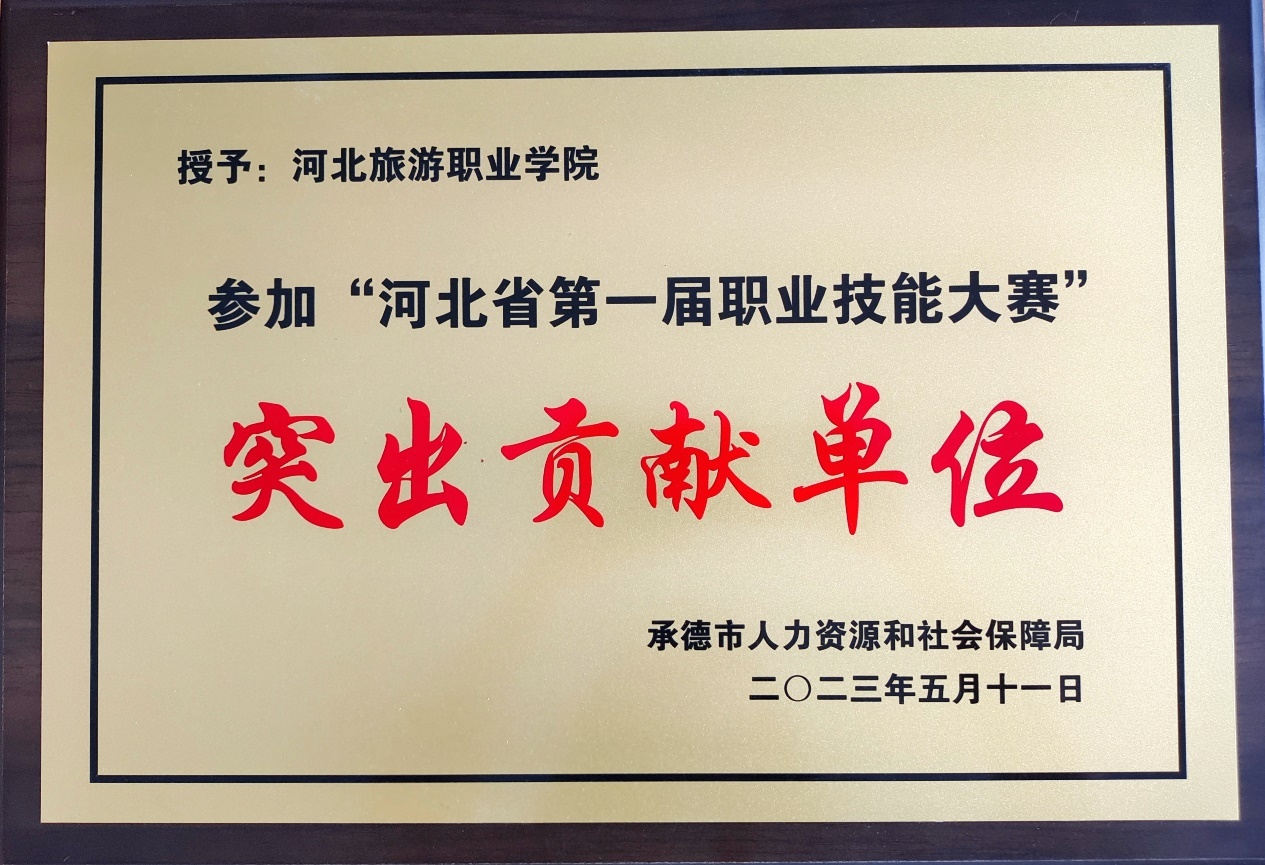 授予：河北旅游职业学院
参加“河北省第一届职业技能大赛”
突出贡献单位
承德市人力资源和社会保障局
二〇二三年五月十一日